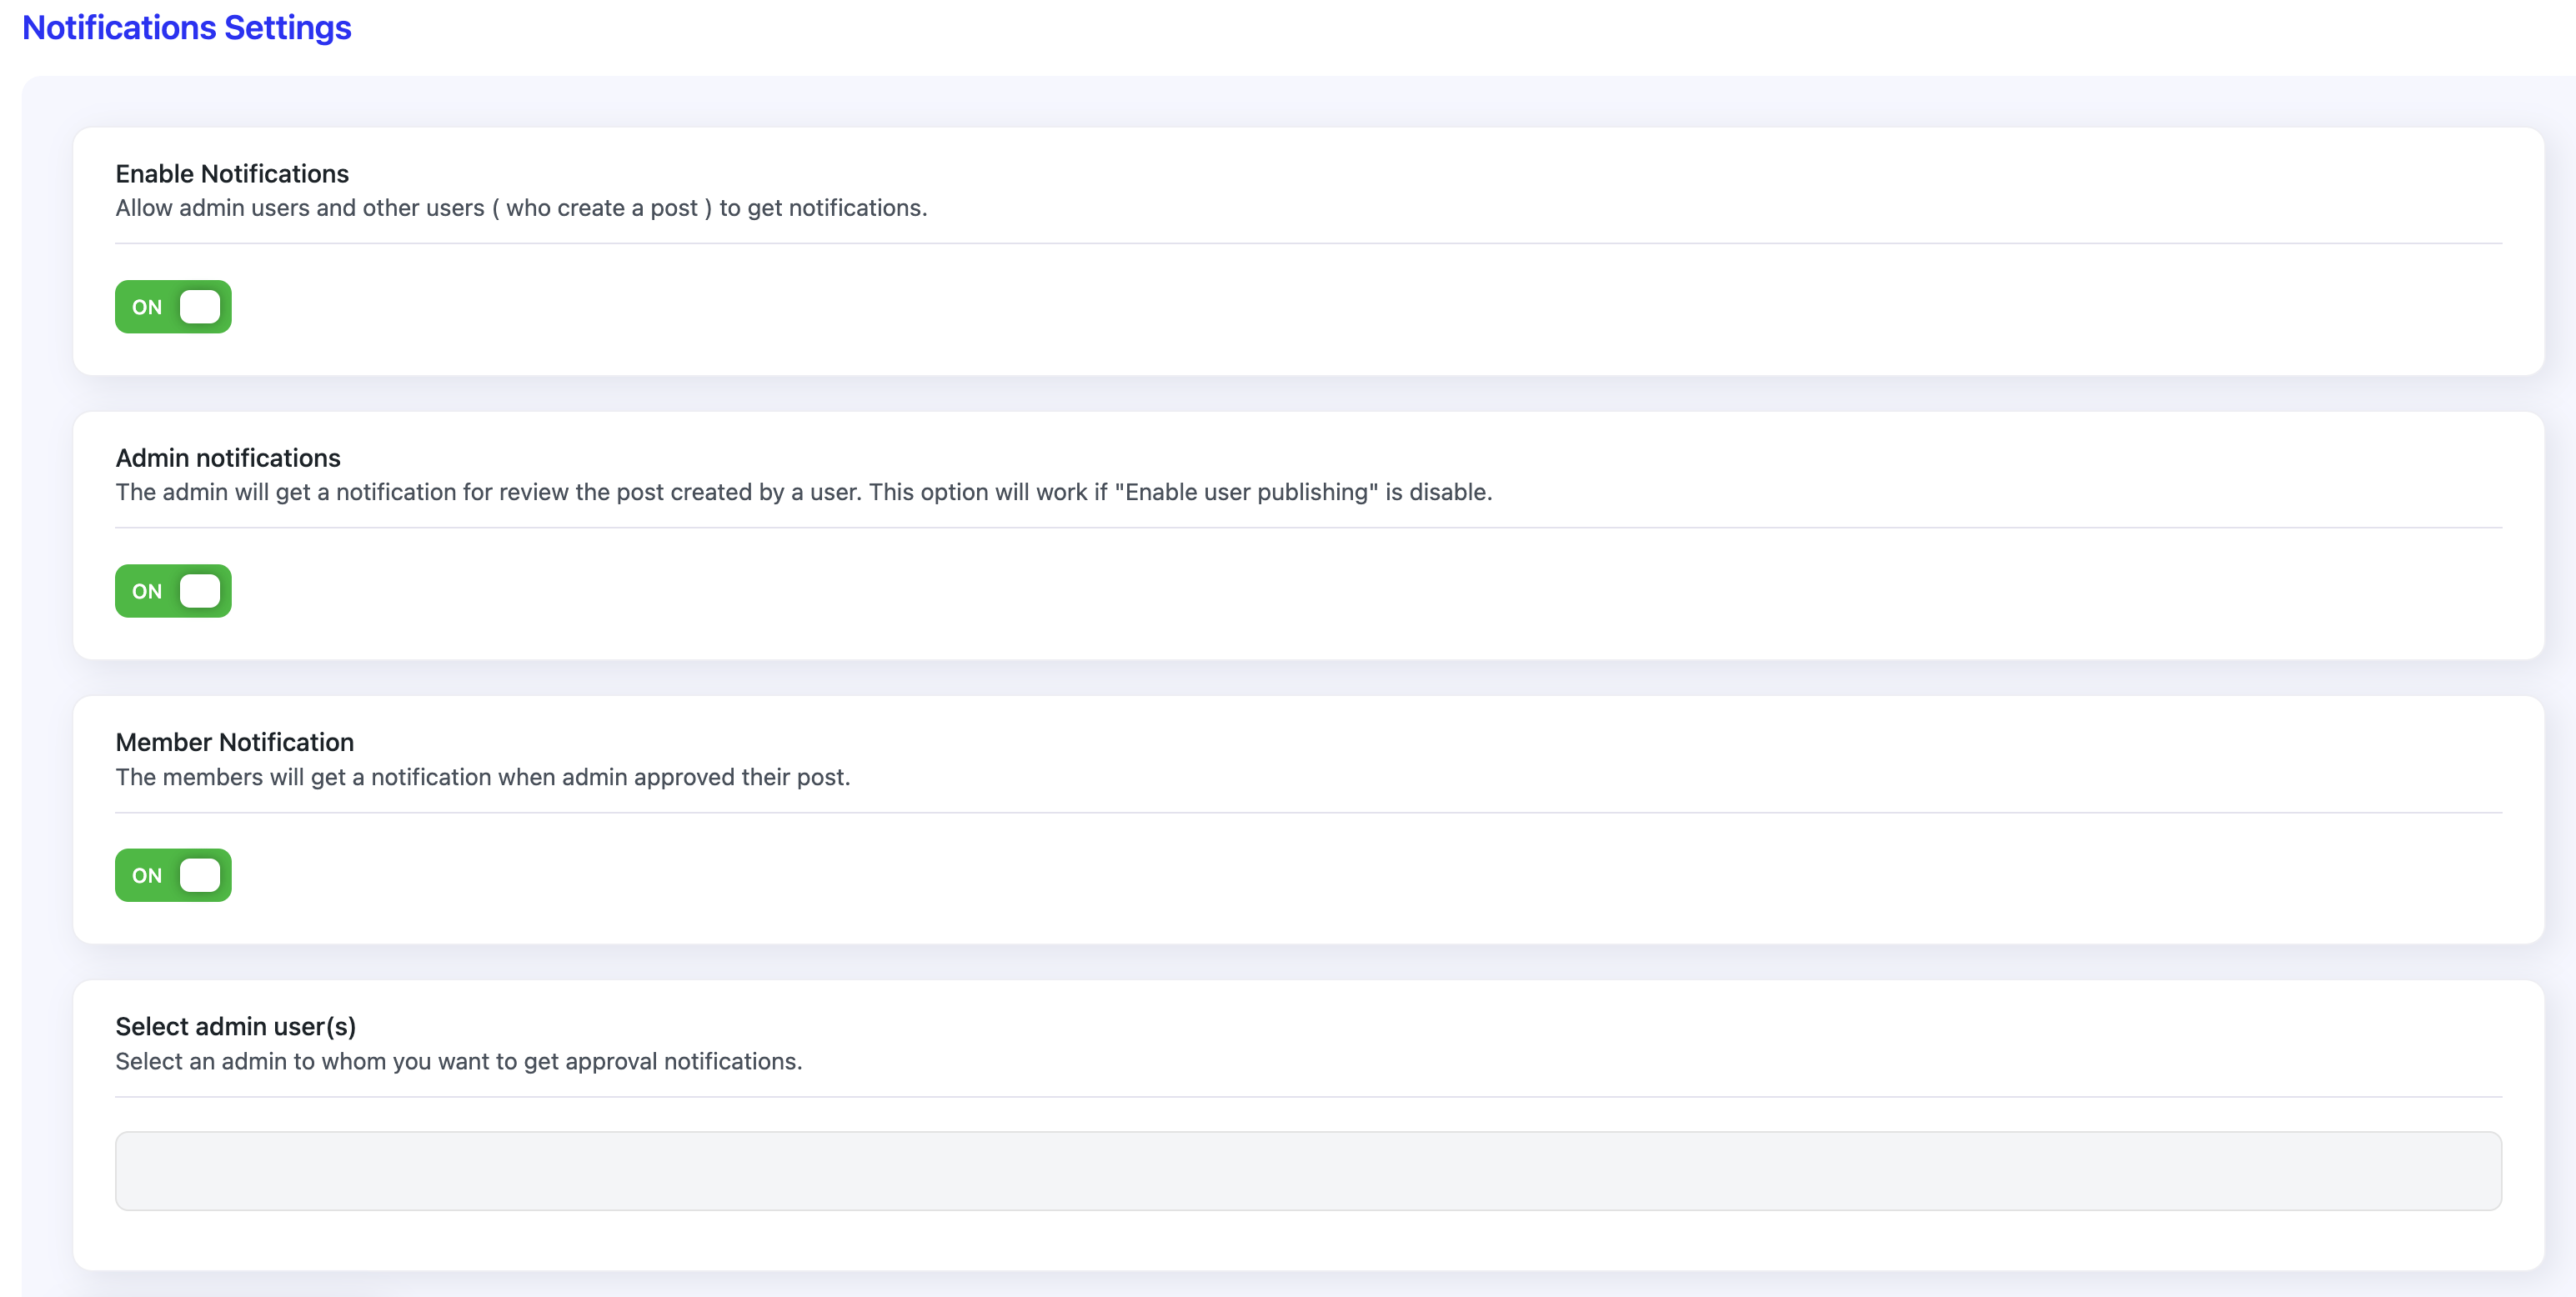 Notifications Settings
Enable Notifications
Allow admin users and other users ( who create a post ) to get notifications.
ON
Admin notifications
The admin will get a notification for review the post created by a user. This option will work if "Enable user publishing" is disable.
ON
Member Notification
The members will get a notification when admin approved their post.
ON
Select admin user(s)
Select an admin to whom you want to get approval notifications.